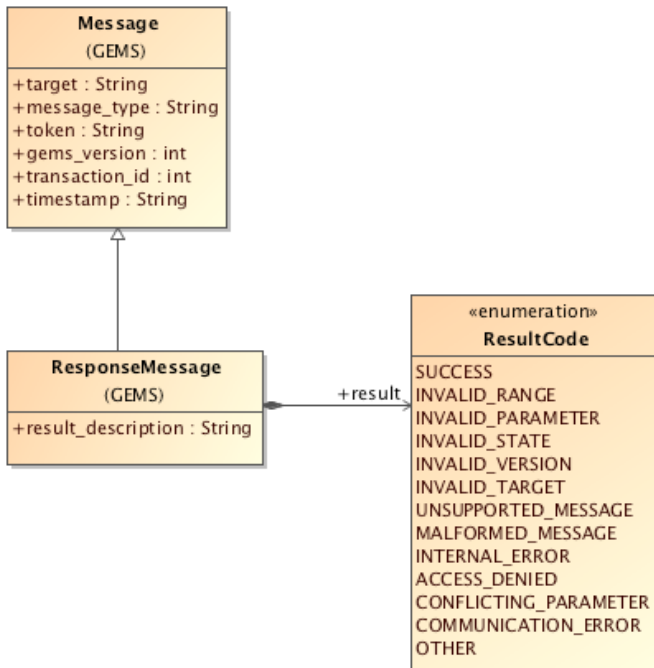 Message
(GEMS)
+target : String
+message_type : String
+token : String
+gems_version : int
+transaction_id : int
+timestamp : String
ResponseMessage
(GEMS)
+result_description : String
+result
«enumeration»
ResultCode
SUCCESS
INVALID_RANGE
INVALID_PARAMETER
INVALID_STATE
INVALID_VERSION
INVALID_TARGET
UNSUPPORTED_MESSAGE
MALFORMED_MESSAGE
INTERNAL_ERROR
ACCESS_DENIED
CONFLICTING_PARAMETER
COMMUNICATION_ERROR
OTHER